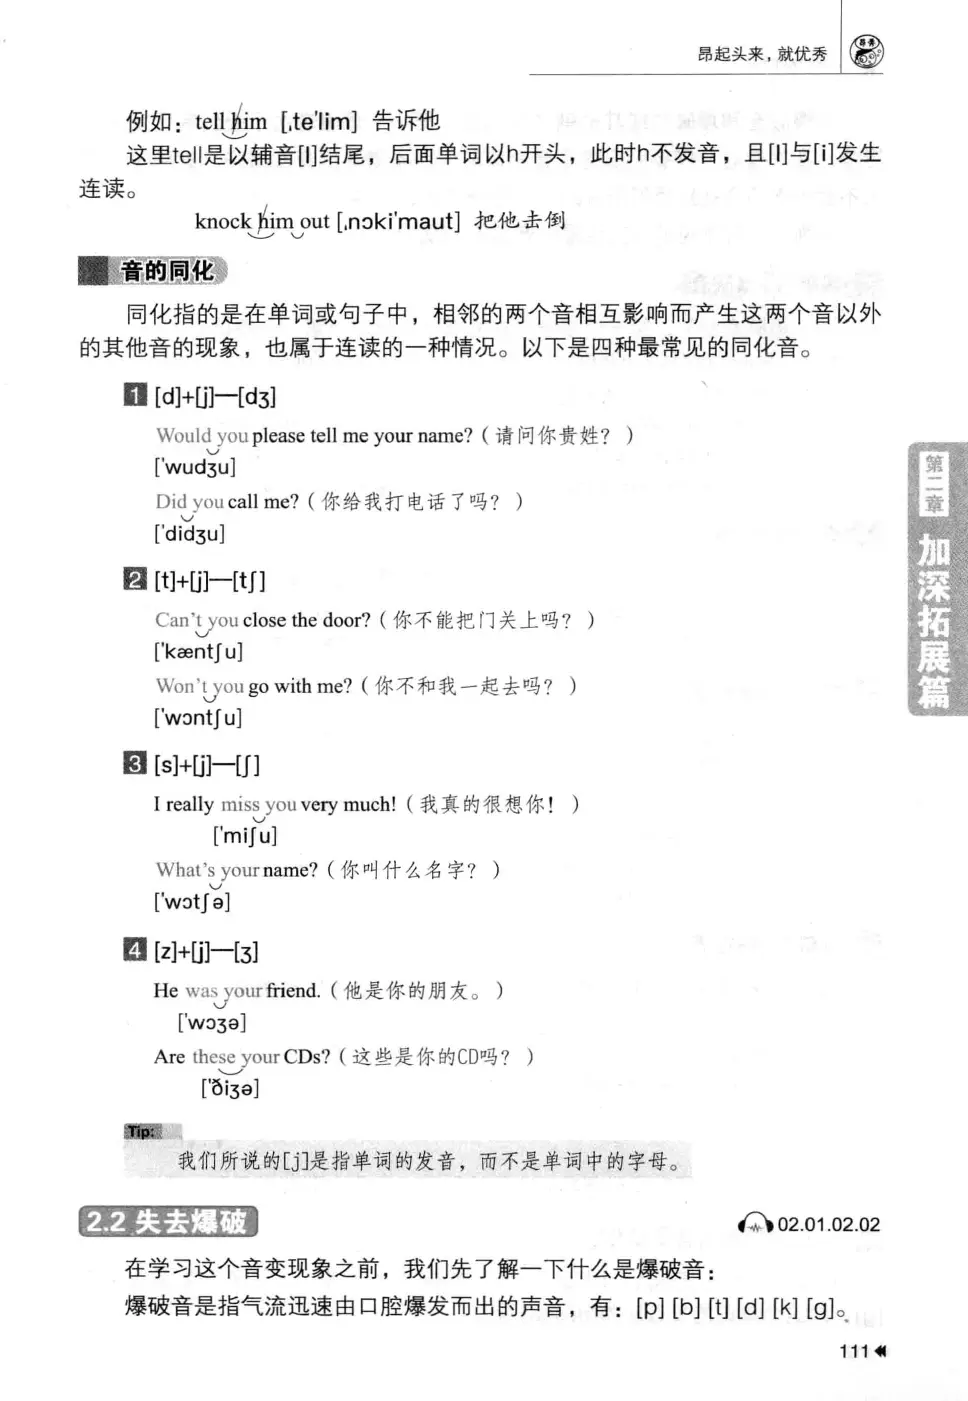 昂起头来，就优秀
例如：tell him [ˌte'lim] 告诉他
这里tell是以辅音[l]结尾，后面单词以h开头，此时h不发音，且[l]与[i]发生
连读。
knock him out [ˌnɔki'maut] 把他击倒
音的同化
同化指的是在单词或句子中，相邻的两个音相互影响而产生这两个音以外
的其他音的现象，也属于连读的一种情况。以下是四种最常见的同化音。
1 [d]+[j]—[dʒ]
Would you please tell me your name?（请问你贵姓？）
['wudʒu]
Did you call me?（你给我打电话了吗？）
['didʒu]
2 [t]+[j]—[tʃ]
Can't you close the door?（你不能把门关上吗？）
['kæntʃu]
Won't you go with me?（你不和我一起去吗？）
['wɔntʃu]
3 [s]+[j]—[ʃ]
I really miss you very much!（我真的很想你！）
['miʃu]
What's your name?（你叫什么名字？）
['wɔtʃə]
4 [z]+[j]—[ʒ]
He was your friend.（他是你的朋友。）
['wɔʒə]
Are these your CDs?（这些是你的CD吗？）
['ðiʒə]
Tip:
我们所说的[j]是指单词的发音，而不是单词中的字母。
2.2 失去爆破
02.01.02.02
在学习这个音变现象之前，我们先了解一下什么是爆破音：
爆破音是指气流迅速由口腔爆发而出的声音，有：[p] [b] [t] [d] [k] [g]。
111
第二章
加深拓展篇